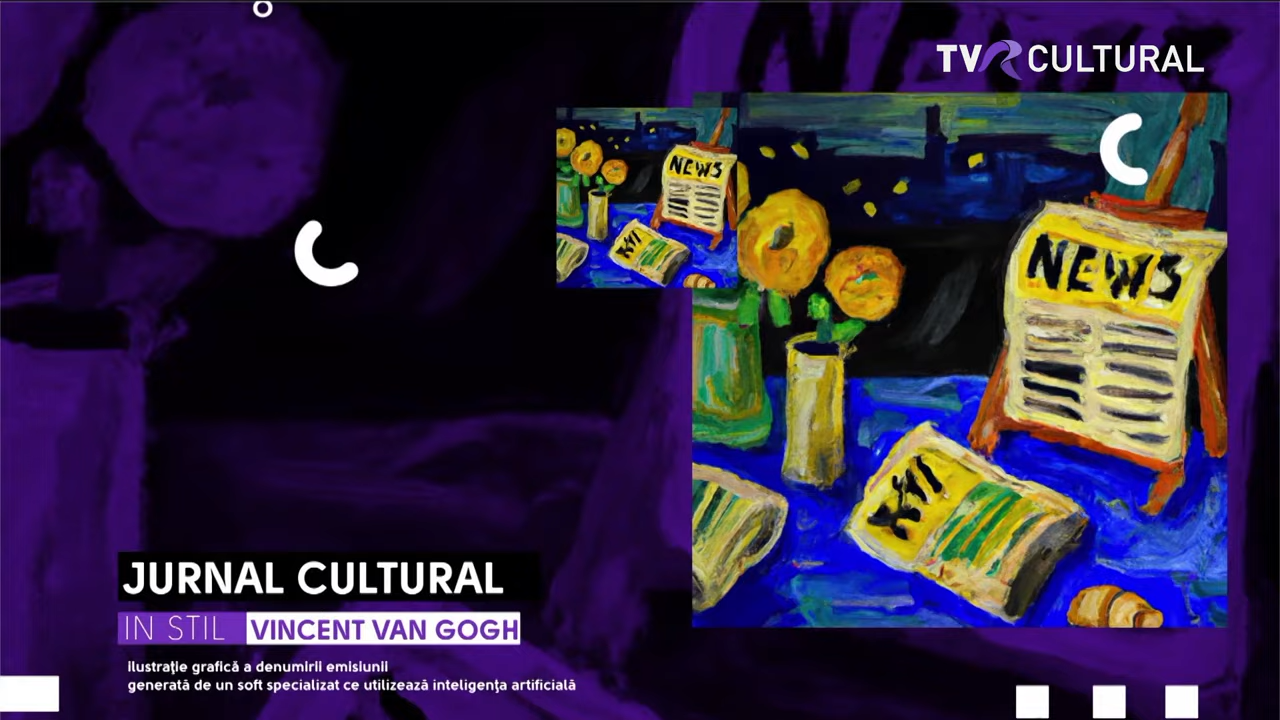 TVR CULTURAL
NEWS
NEWS
JURNAL CULTURAL
IN STIL VINCENT VAN GOGH
ilustrație grafică a denumirii emisiunii
generată de un soft specializat ce utilizează inteligența artificială